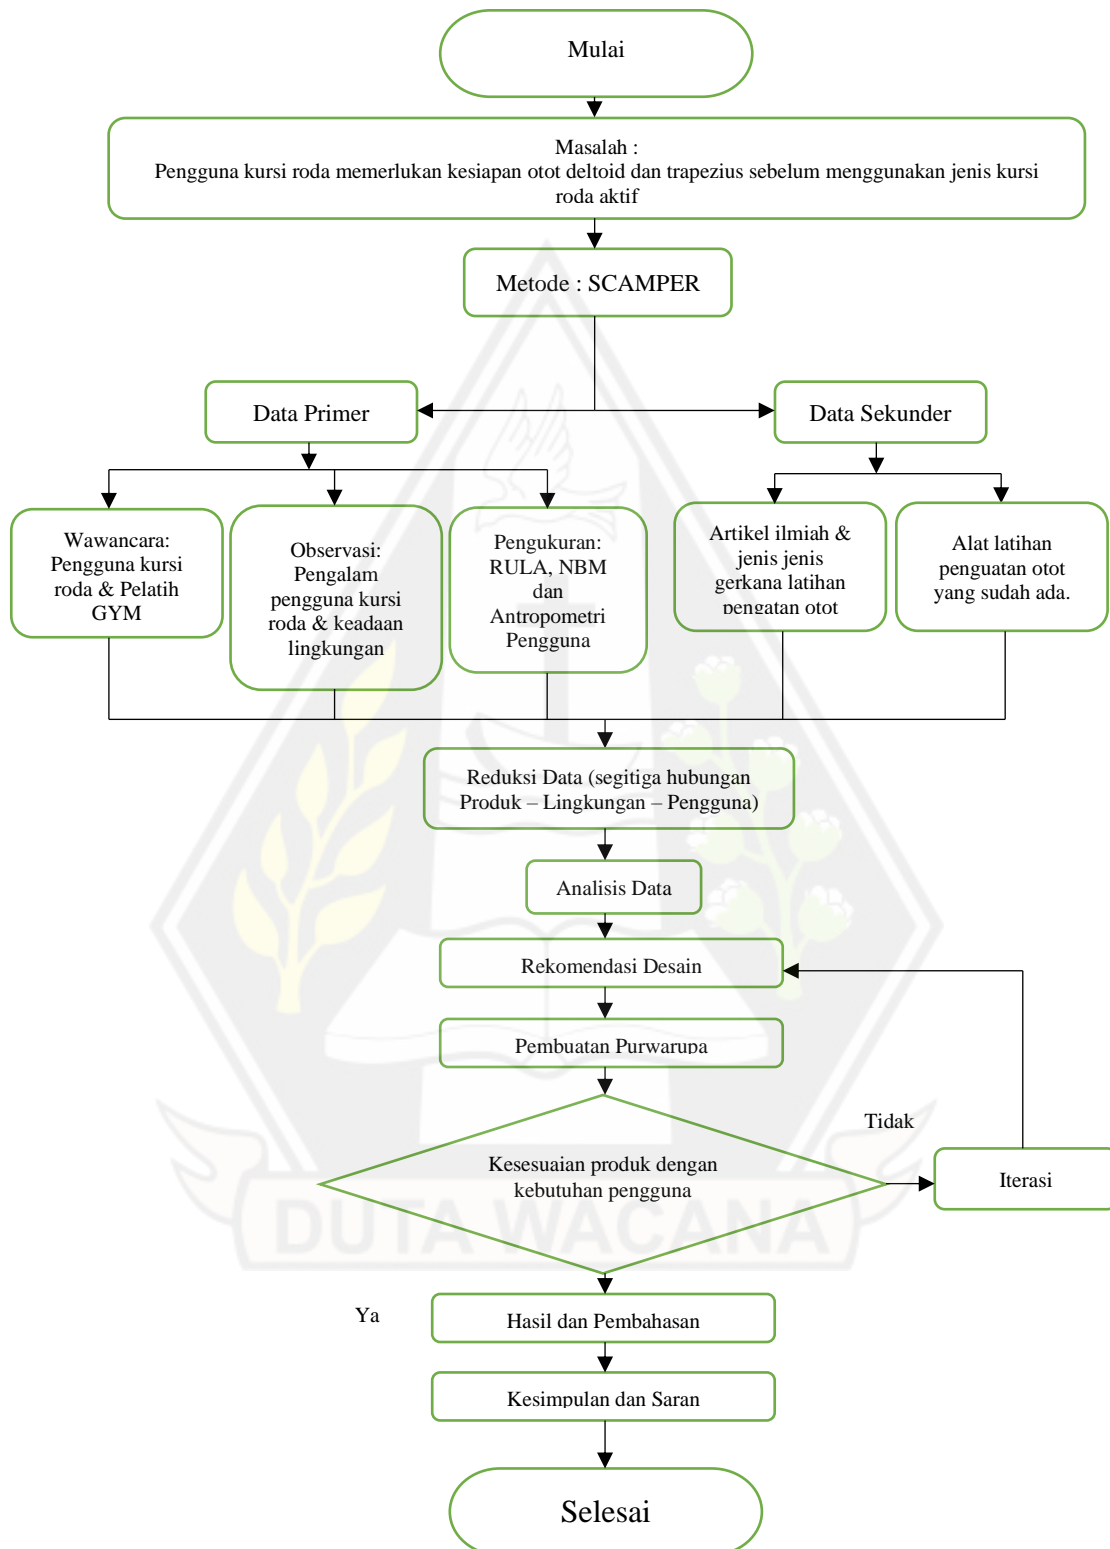 Mulai
Masalah :
Pengguna kursi roda memerlukan kesiapan otot deltoid dan trapezius sebelum menggunakan jenis kursi
roda aktif
Metode : SCAMPER
Data Primer
Data Sekunder
Wawancara:
Pengguna kursi
roda & Pelatih
GYM
Observasi:
Pengalam
pengguna kursi
roda & keadaan
lingkungan
Pengukuran:
RULA, NBM
dan
Antropometri
Pengguna
Artikel ilmiah &
jenis jenis
gerkana latihan
pengatan otot
Alat latihan
penguatan otot
yang sudah ada.
Reduksi Data (segitiga hubungan
Produk – Lingkungan – Pengguna)
Analisis Data
Rekomendasi Desain
Pembuatan Purwarupa
Tidak
Kesesuaian produk dengan
kebutuhan pengguna
Iterasi
DUTA WACANA
Ya
Hasil dan Pembahasan
Kesimpulan dan Saran
Selesai